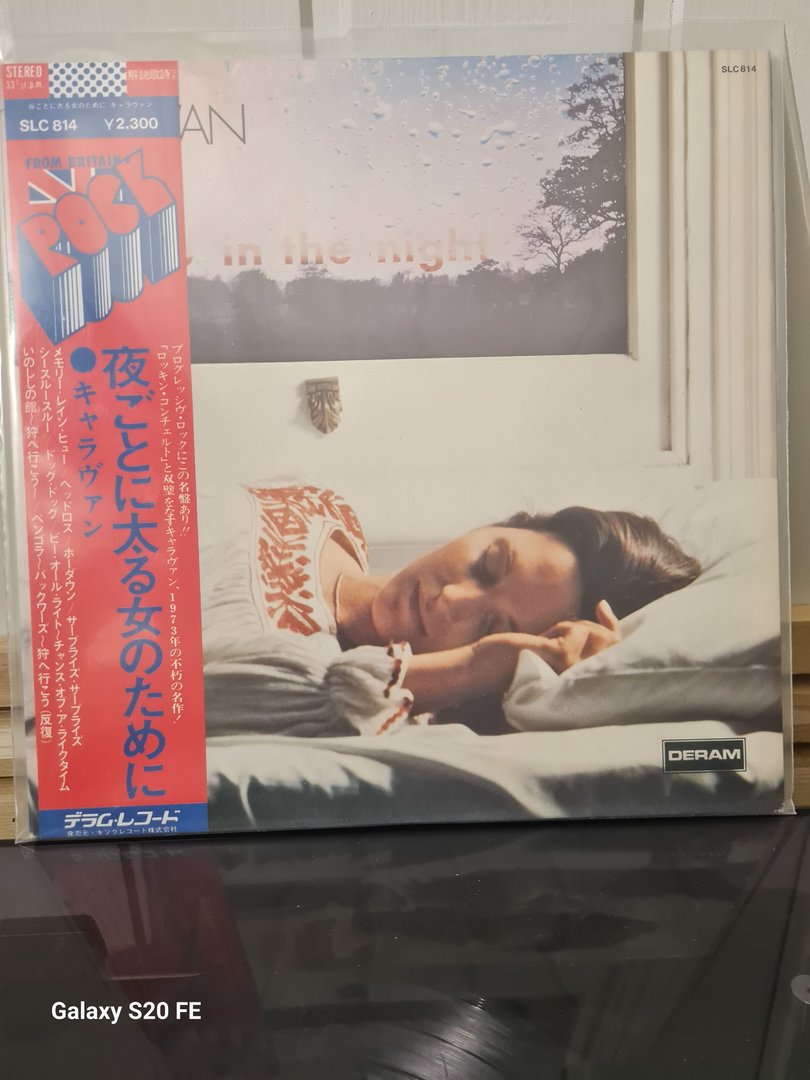 STEREO
33⅓r.p.m.
解説歌詩つき
夜ごとに太る女のために キャラヴァン
SLC 814 ¥2,300
FROM BRITAIN
ROCK
プログレッシヴ・ロックにこの名盤あり!!
「ロッキン・コンチェルト」と双璧をなすキャラヴァン、1973年の不朽の名作!
夜ごとに太る女のために
●キャラヴァン
メモリー・レイン・ヒュー/ヘッドロス/ホーダウン/サープライズ・サープライズ
シースルースルー/ドッグ・ドッグ/ビー・オール・ライト〜チャンス・オブ・ア・ライクタイム
いのししの館〜狩へ行こう〜 ヘンゴラ〜バックワーズ〜狩へ行こう(反復)
デラム・レコード
発売元・キングレコード株式会社
VAN
SLC 814
in the night
DERAM
Galaxy S20 FE